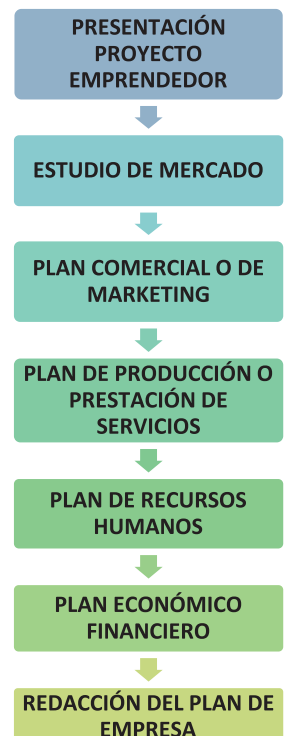 PRESENTACIÓN
PROYECTO
EMPRENDEDOR
ESTUDIO DE MERCADO
PLAN COMERCIAL O DE
MARKETING
PLAN DE PRODUCCIÓN O
PRESTACIÓN DE
SERVICIOS
PLAN DE RECURSOS
HUMANOS
PLAN ECONÓMICO
FINANCIERO
REDACCIÓN DEL PLAN DE
EMPRESA